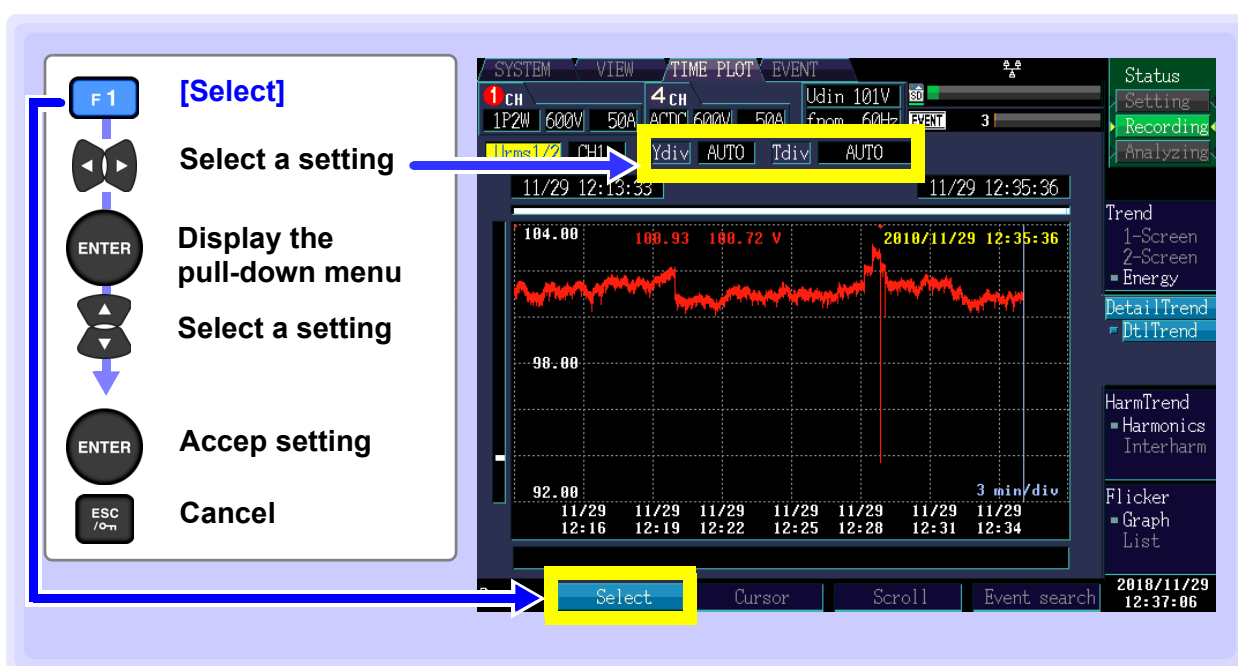 F 1
[Select]
Select a setting
ENTER
Display the
pull-down menu
Select a setting
ENTER
Accep setting
ESC
Cancel
SYSTEM VIEW TIME PLOT EVENT
1 CH 4 CH Udin 101V SD
1P2W 600V 50A ACDC 600V 50A fnom 60Hz EVENT 3
Urms1/2 CH1 Ydiv AUTO Tdiv AUTO
11/29 12:13:33 11/29 12:35:36
104.00 100.93 100.72 V 2018/11/29 12:35:36
98.00
92.00 3 min/div
11/29 11/29 11/29 11/29 11/29 11/29 11/29
12:16 12:19 12:22 12:25 12:28 12:31 12:34
Select Cursor Scroll Event search
Status
Setting
Recording
Analyzing
Trend
1-Screen
2-Screen
Energy
DetailTrend
DtlTrend
HarmTrend
Harmonics
Interharm
Flicker
Graph
List
2018/11/29
12:37:06